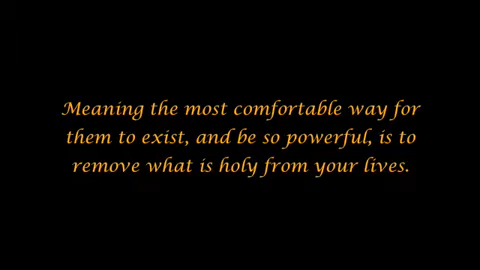 Meaning the most comfortable way for
them to exist, and be so powerful, is to
remove what is holy from your lives.